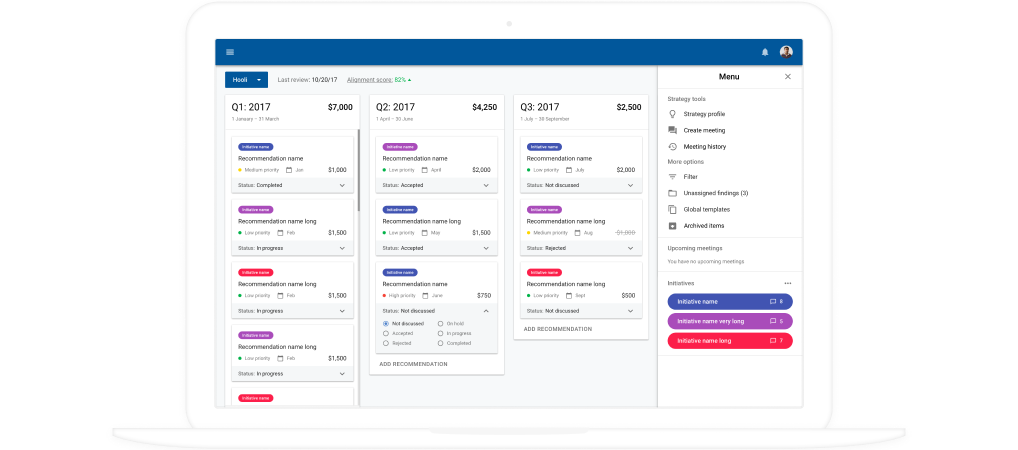 Hooli
Last review: 10/20/17
Alignment score: 82%
Q1: 2017 $7,000
1 January – 31 March
Initiative name
Recommendation name
Medium priority Jan $1,000
Status: Completed
Initiative name
Recommendation name long
Low priority Feb $1,500
Status: In progress
Initiative name
Recommendation name long
Low priority Feb $1,500
Status: In progress
Initiative name
Recommendation name long
Low priority Feb $1,500
Status: In progress
Initiative name
Q2: 2017 $4,250
1 April – 30 June
Initiative name
Recommendation name
Low priority April $2,000
Status: Accepted
Initiative name
Recommendation name long
Low priority May $1,500
Status: Accepted
Initiative name
Recommendation name
High priority June $750
Status: Not discussed
Not discussed On hold
Accepted In progress
Rejected Completed
ADD RECOMMENDATION
Q3: 2017 $2,500
1 July – 30 September
Initiative name
Recommendation name
Low priority July $2,000
Status: Not discussed
Initiative name
Recommendation name long
Medium priority Aug $1,000
Status: Rejected
Initiative name
Recommendation name long
Low priority Sept $500
Status: Not discussed
ADD RECOMMENDATION
Menu
Strategy tools
Strategy profile
Create meeting
Meeting history
More options
Filter
Unassigned findings (3)
Global templates
Archived items
Upcoming meetings
You have no upcoming meetings
Initiatives
Initiative name 8
Initiative name very long 5
Initiative name long 7